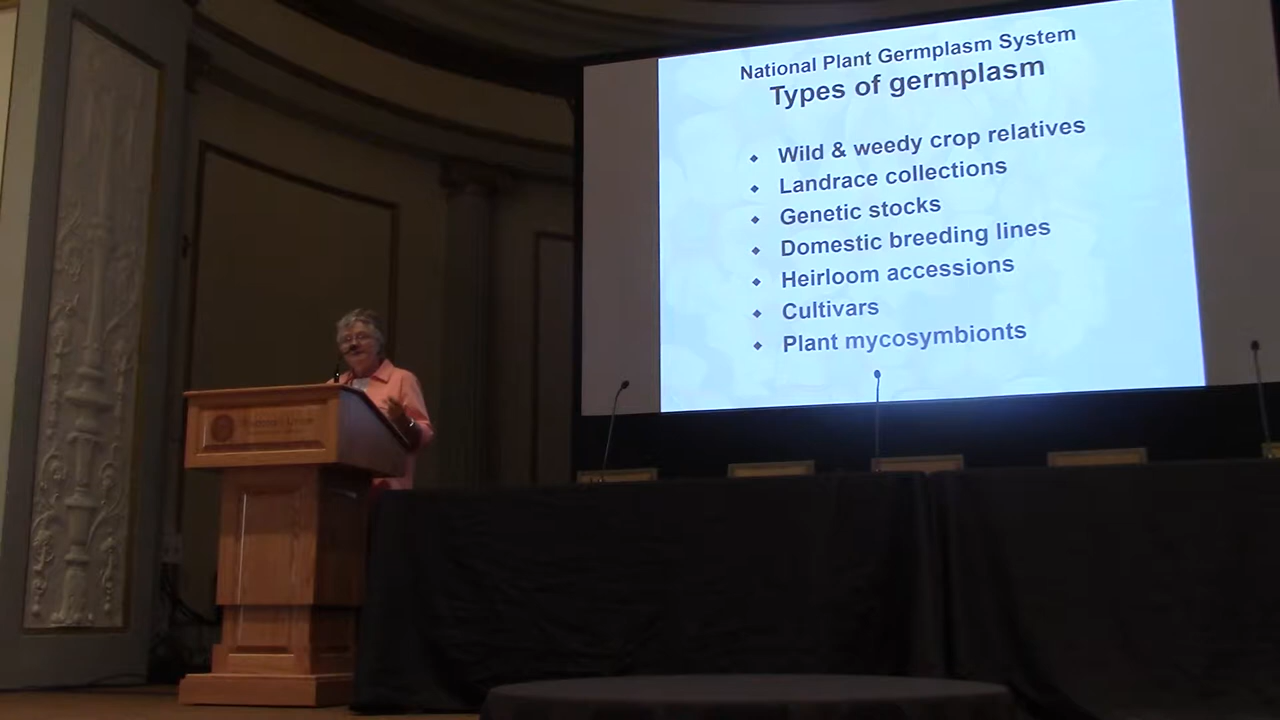 National Plant Germplasm System
Types of germplasm
Wild & weedy crop relatives
Landrace collections
Genetic stocks
Domestic breeding lines
Heirloom accessions
Cultivars
Plant mycosymbionts